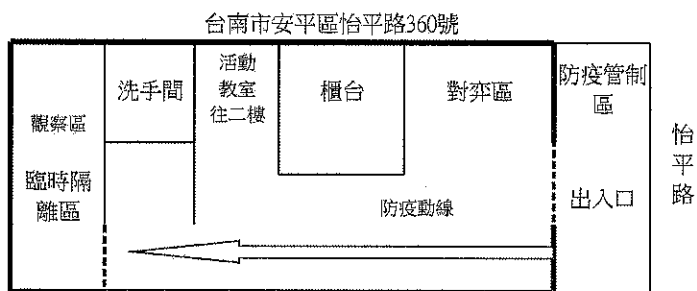 台南市安平區怡平路360號
觀察區
臨時隔
離區
洗手間
活動
教室
往二樓
櫃台
對弈區
防疫管制
區
出入口
防疫動線
怡
平
路